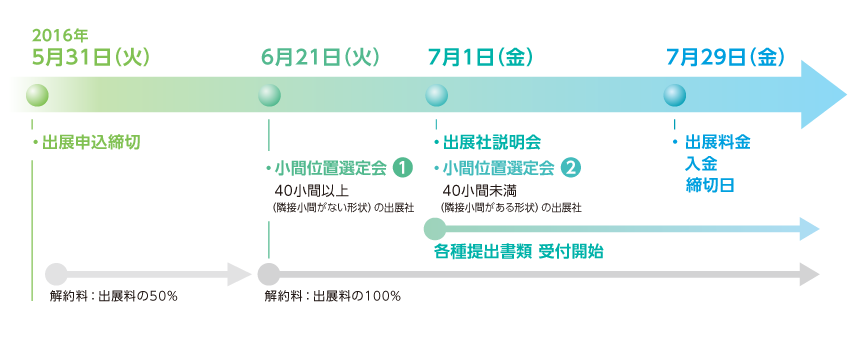 2016年
5月31日（火）
6月21日（火）
7月1日（金）
7月29日（金）
・出展申込締切
・小間位置選定会 1
40小間以上
（隣接小間がない形状）の出展社
・出展社説明会
・小間位置選定会 2
40小間未満
（隣接小間がある形状）の出展社
・出展料金
入金
締切日
各種提出書類 受付開始
解約料：出展料の50%
解約料：出展料の100%